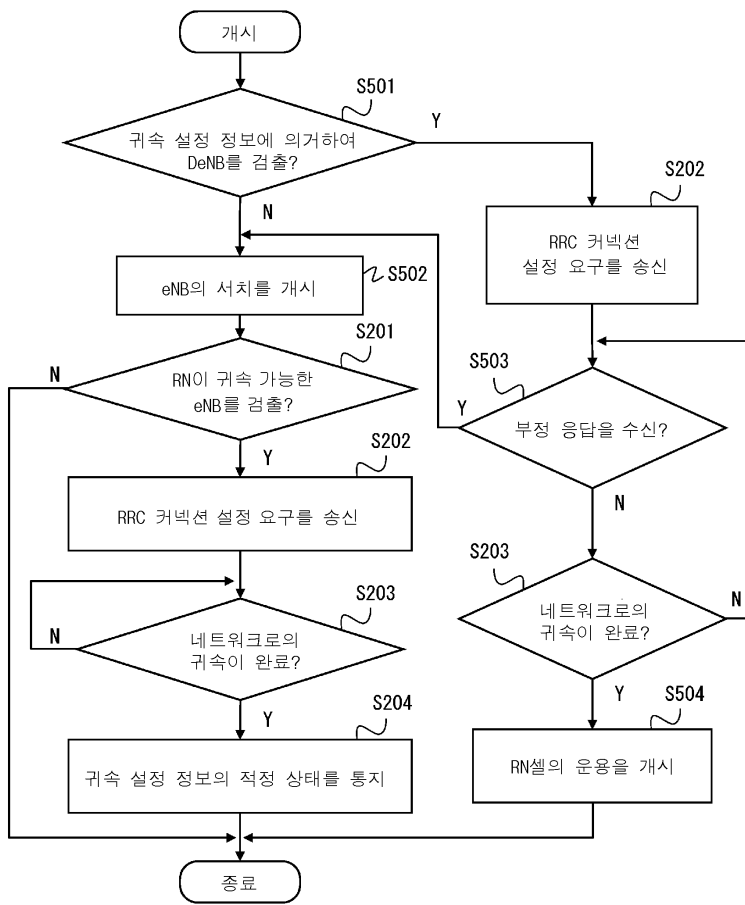 개시
S501
귀속 설정 정보에 의거하여
DeNB를 검출?
Y
N
S202
RRC 커넥션
설정 요구를 송신
eNB의 서치를 개시
S502
S201
N
RN이 귀속 가능한
eNB를 검출?
Y
S503
Y
부정 응답을 수신?
N
S202
RRC 커넥션 설정 요구를 송신
S203
N
네트워크로의
귀속이 완료?
Y
S203
N
네트워크로의
귀속이 완료?
Y
S204
귀속 설정 정보의 적정 상태를 통지
S504
RN셀의 운용을 개시
종료